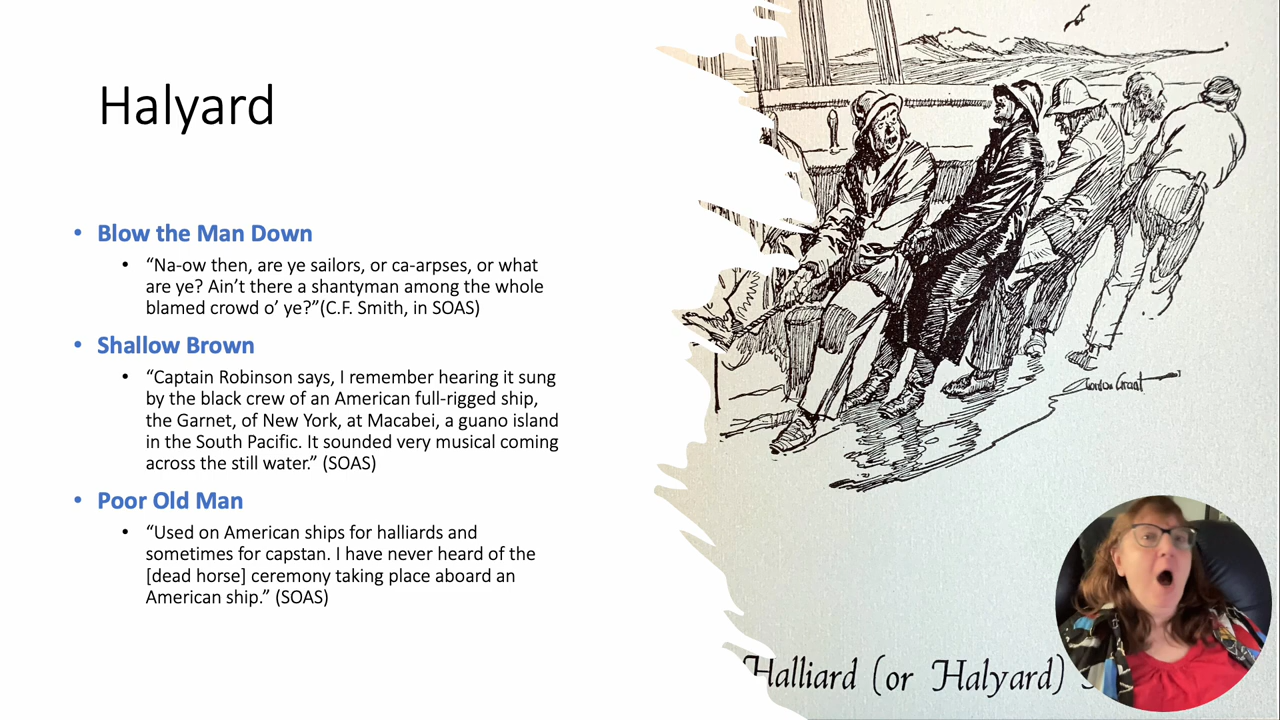 Halyard
• Blow the Man Down
• “Na-ow then, are ye sailors, or ca-arpses, or what
are ye? Ain’t there a shantyman among the whole
blamed crowd o’ ye?”(C.F. Smith, in SOAS)
• Shallow Brown
• “Captain Robinson says, I remember hearing it sung
by the black crew of an American full-rigged ship,
the Garnet, of New York, at Macabei, a guano island
in the South Pacific. It sounded very musical coming
across the still water.” (SOAS)
• Poor Old Man
• “Used on American ships for halliards and
sometimes for capstan. I have never heard of the
[dead horse] ceremony taking place aboard an
American ship.” (SOAS)
Gordon Grant
Halliard (or Halyard)